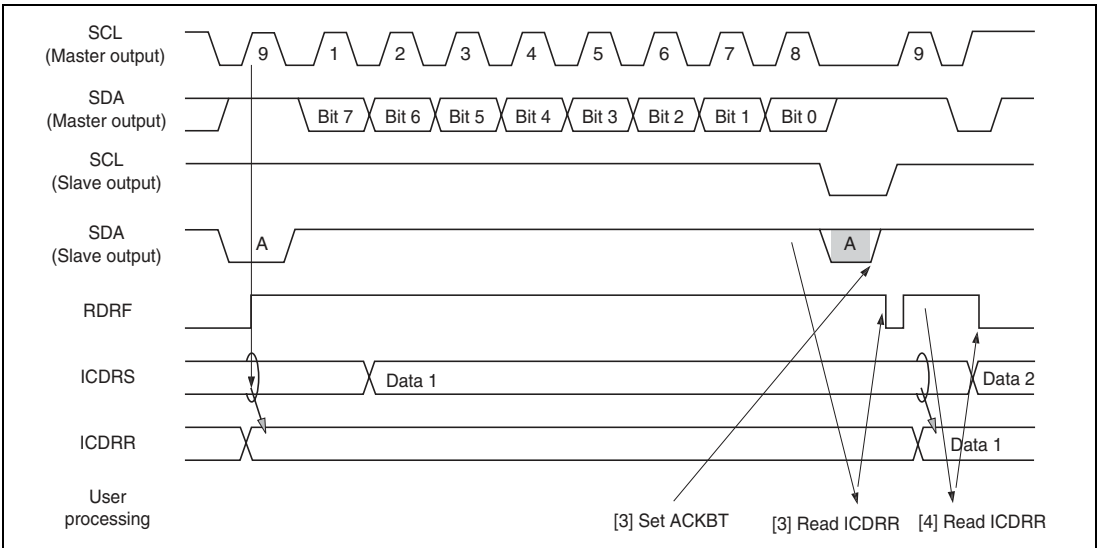 SCL
(Master output)
9 1 2 3 4 5 6 7 8 9
SDA
(Master output)
Bit 7 Bit 6 Bit 5 Bit 4 Bit 3 Bit 2 Bit 1 Bit 0
SCL
(Slave output)
SDA
(Slave output)
A A
RDRF
ICDRS
Data 1 Data 2
ICDRR
Data 1
User
processing
[3] Set ACKBT [3] Read ICDRR [4] Read ICDRR